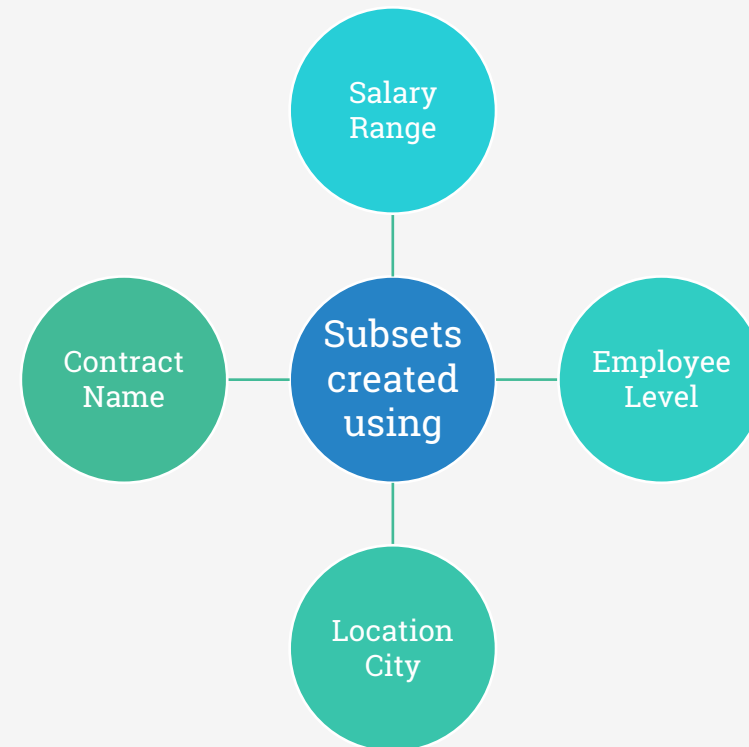 Salary
Range
Contract
Name
Subsets
created
using
Employee
Level
Location
City